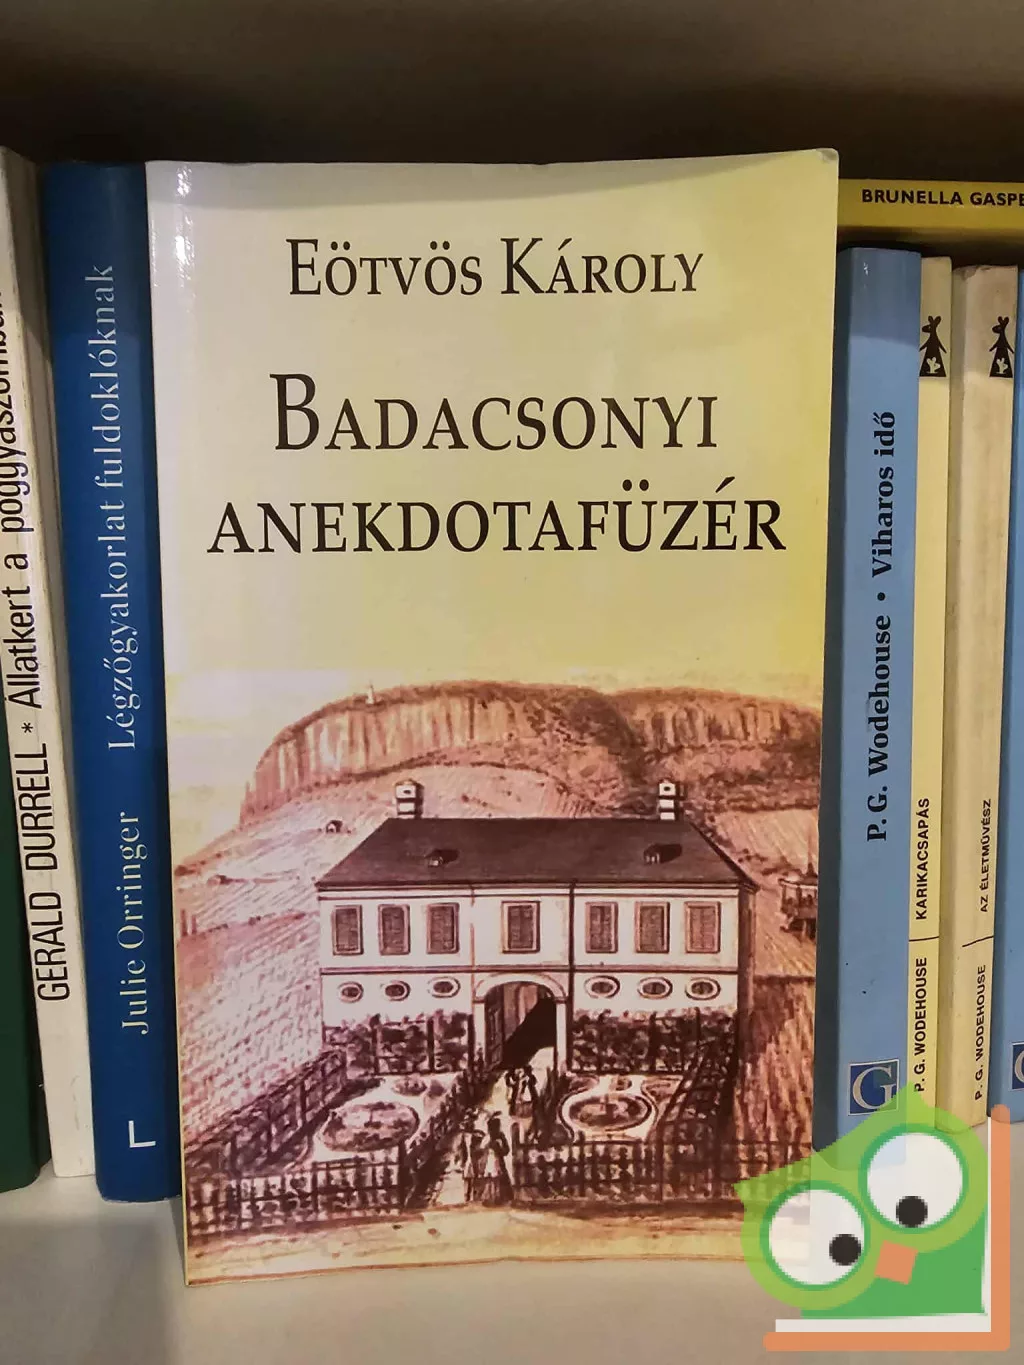 EÖTVÖS KÁROLY
BADACSONYI
ANEKDOTAFÜZÉR
GERALD DURRELL * Állatkert a poggyászomban
Julie Orringer Légzőgyakorlat fuldoklóknak
BRUNELLA GASPE
P. G. Wodehouse • Viharos idő
G
P. G. WODEHOUSE / KARIKACSAPÁS
P. G. WODEHOUSE / AZ ÉLETMŰVÉSZ